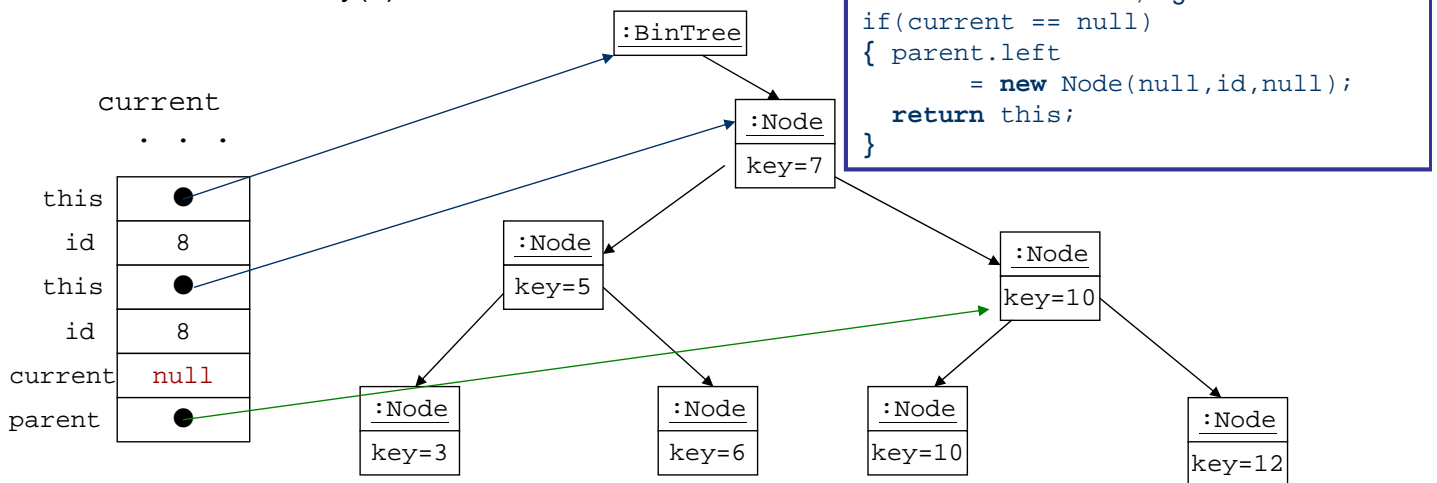 :BinTree
if(current == null)
{ parent.left
= new Node(null,id,null);
return this;
}
current
. . .
:Node
key=7
this
id 8
this
id 8
current null
parent
:Node
key=5
:Node
key=10
:Node
key=3
:Node
key=6
:Node
key=10
:Node
key=12